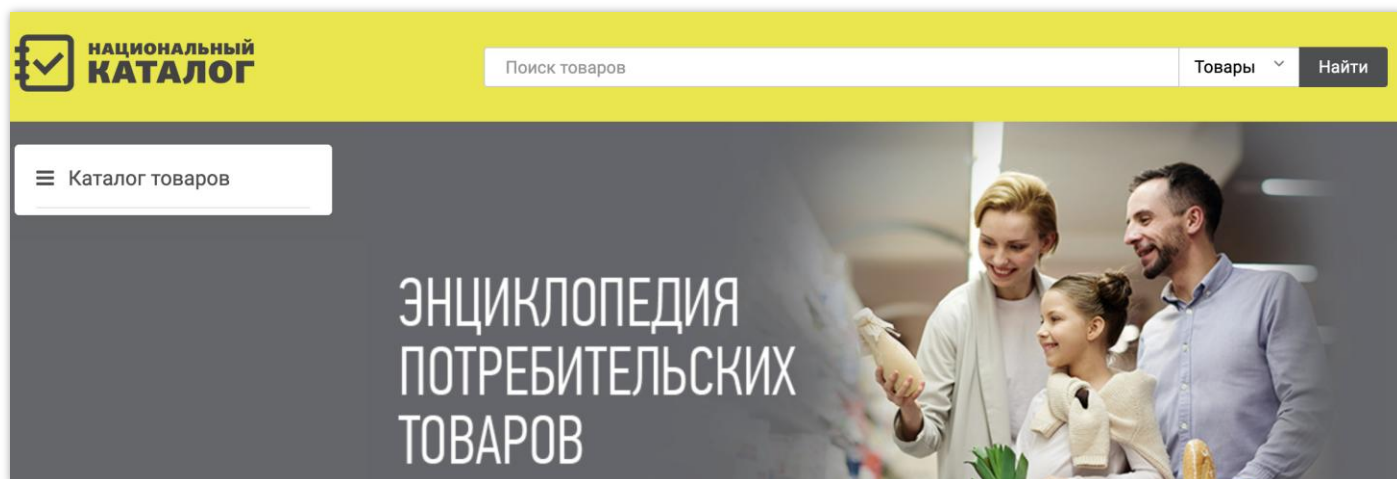 НАЦИОНАЛЬНЫЙ
КАТАЛОГ
Поиск товаров
Товары
Найти
Каталог товаров
ЭНЦИКЛОПЕДИЯ
ПОТРЕБИТЕЛЬСКИХ
ТОВАРОВ